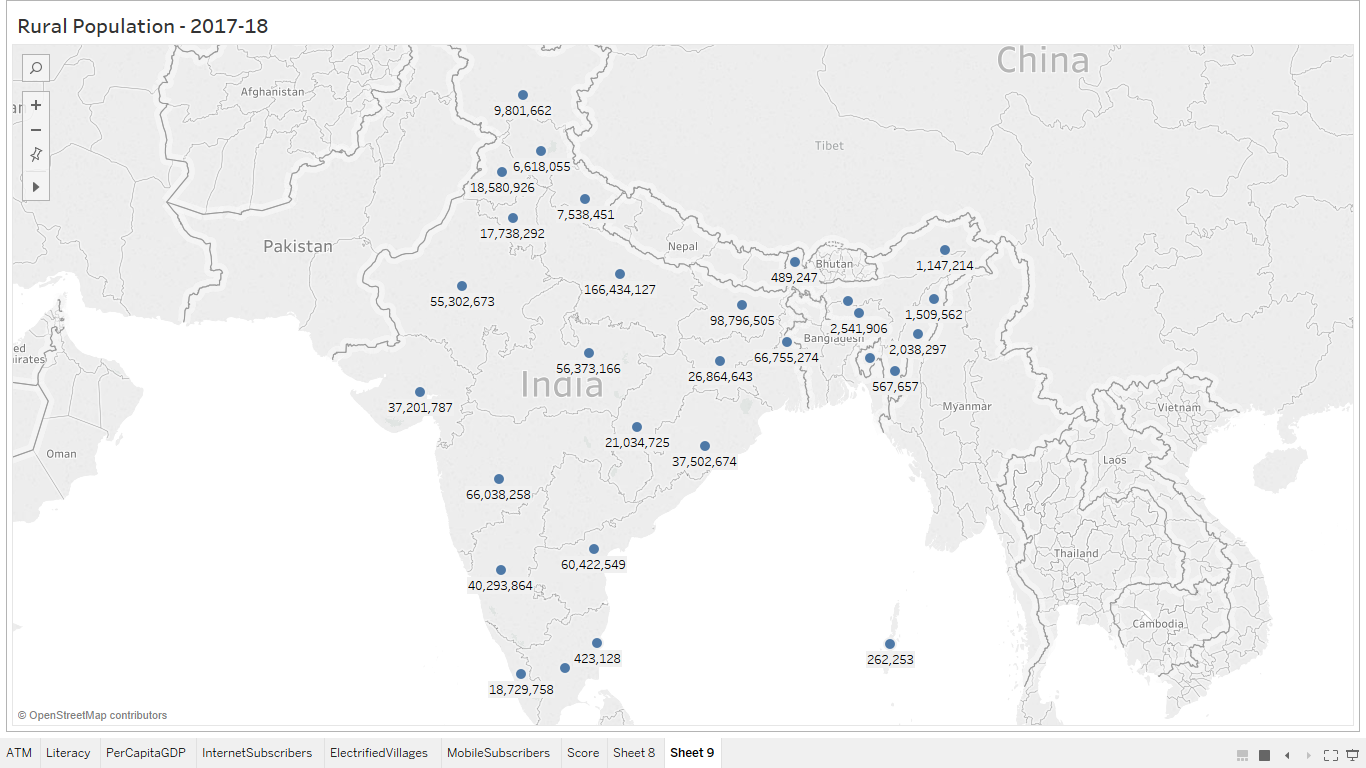 Rural Population - 2017-18
China
Afghanistan
9,801,662
Tibet
6,618,055
18,580,926
7,538,451
17,738,292
Pakistan
Nepal
Bhutan
1,147,214
489,247
166,434,127
55,302,673
98,796,505
1,509,562
2,541,906
Bangladesh
2,038,297
66,755,274
56,373,166
26,864,643
India
567,657
37,201,787
Myanmar
Vietnam
21,034,725
Oman
37,502,674
Laos
66,038,258
Thailand
60,422,549
40,293,864
Cambodia
423,128
262,253
18,729,758
© OpenStreetMap contributors
ATM Literacy PerCapitaGDP InternetSubscribers ElectrifiedVillages MobileSubscribers Score Sheet 8 Sheet 9